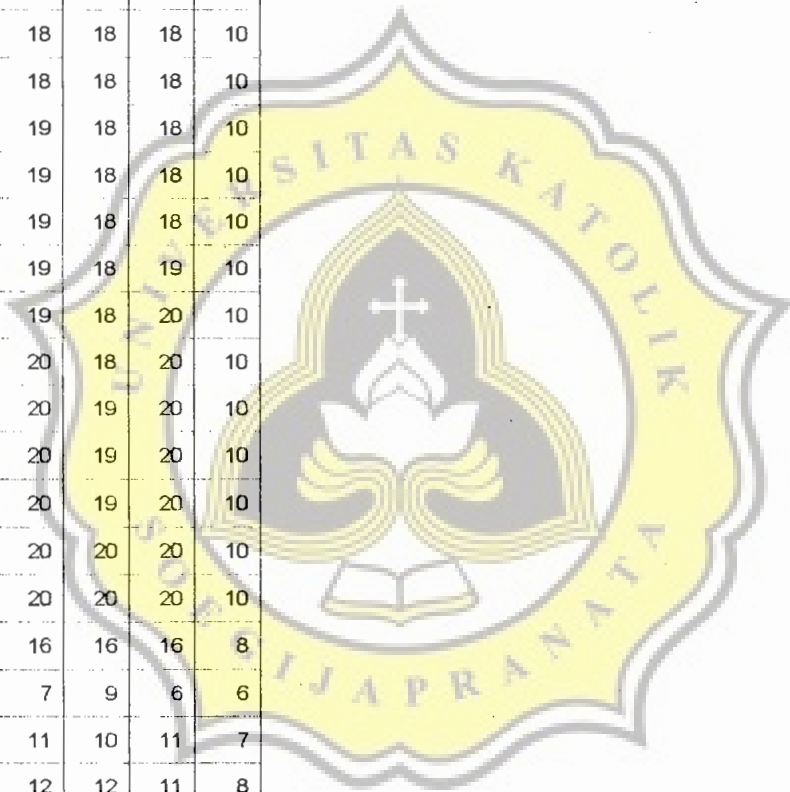 18 18 18 10
18 18 18 10
19 18 18 10
19 18 18 10
19 18 18 10
19 18 19 10
19 18 20 10
20 18 20 10
20 19 20 10
20 19 20 10
20 19 20 10
20 20 20 10
20 20 20 10
16 16 16 8
7 9 6 6
11 10 11 7
12 12 11 8
UNIVERSITAS KATOLIK
SOEGIJAPRANATA